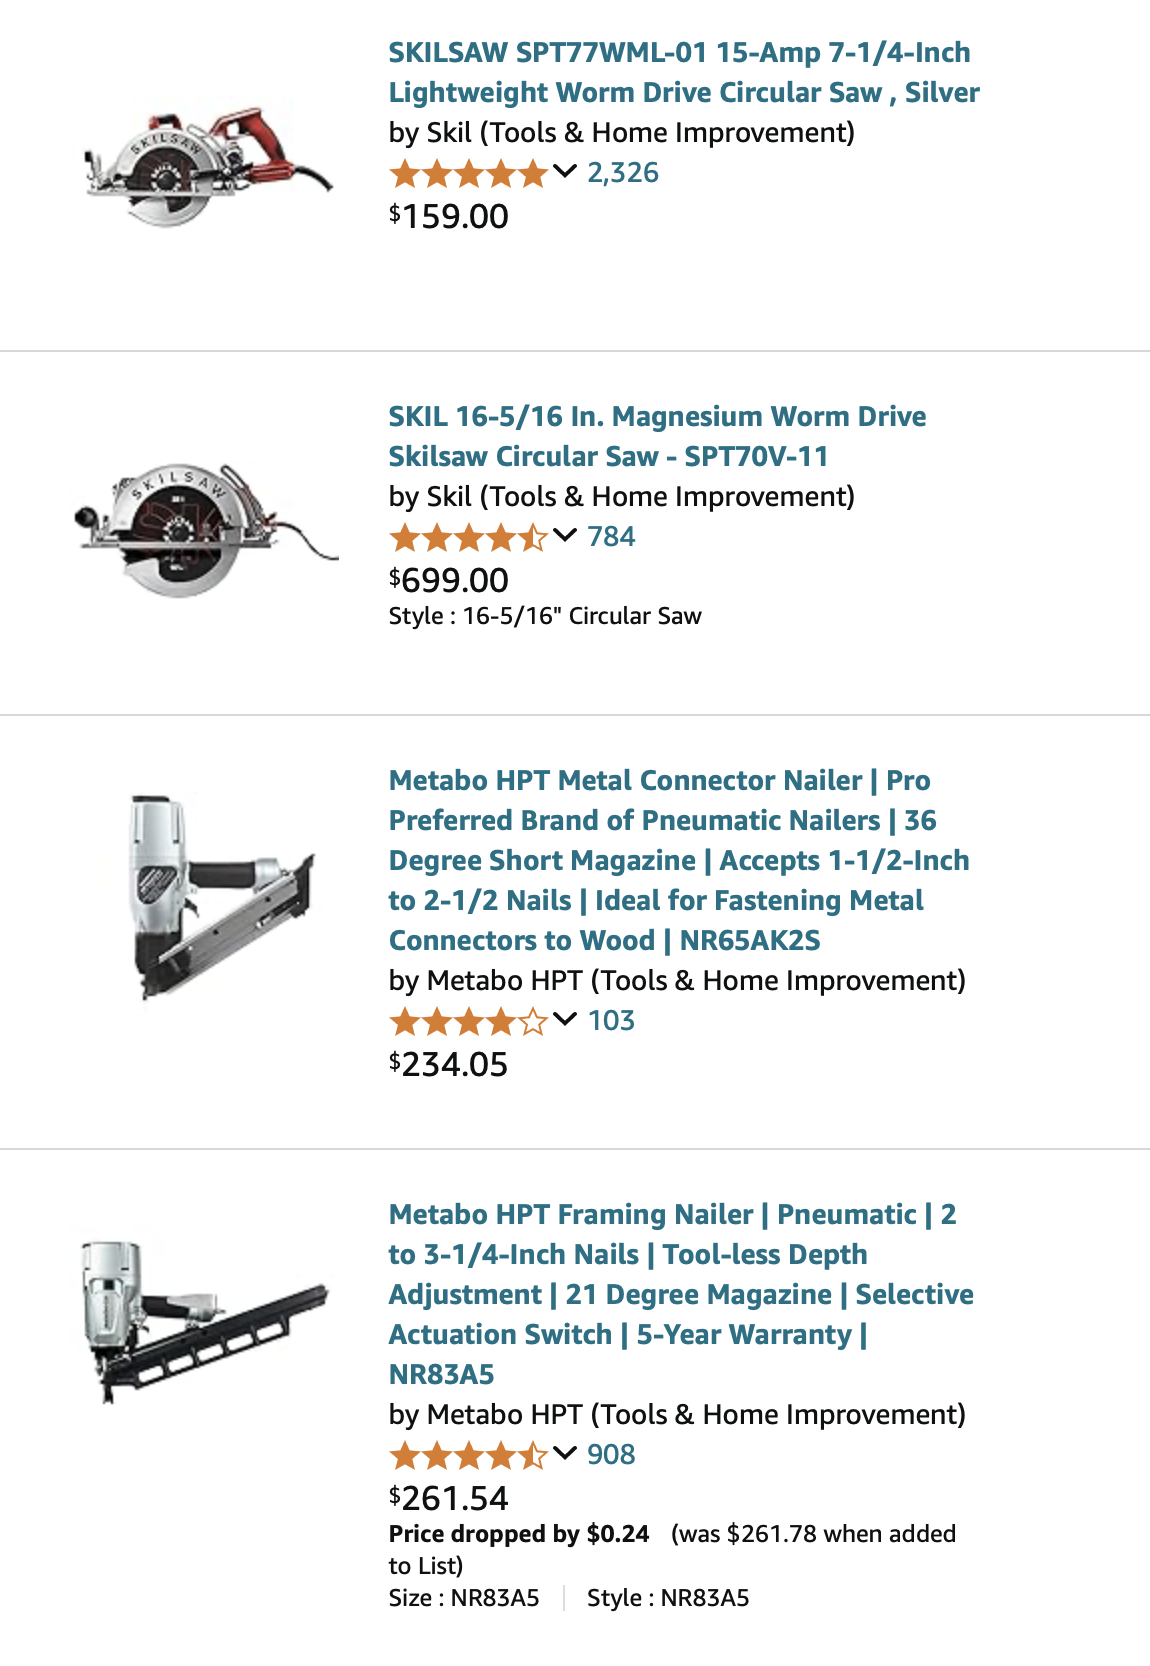 SKILSAW SPT77WML-01 15-Amp 7-1/4-Inch
Lightweight Worm Drive Circular Saw , Silver
by Skil (Tools & Home Improvement)
2,326
$159.00
SKILSAW
SKIL 16-5/16 In. Magnesium Worm Drive
Skilsaw Circular Saw - SPT70V-11
by Skil (Tools & Home Improvement)
784
$699.00
Style : 16-5/16" Circular Saw
SKILSAW
Metabo HPT Metal Connector Nailer | Pro
Preferred Brand of Pneumatic Nailers | 36
Degree Short Magazine | Accepts 1-1/2-Inch
to 2-1/2 Nails | Ideal for Fastening Metal
Connectors to Wood | NR65AK2S
by Metabo HPT (Tools & Home Improvement)
103
$234.05
Metabo HPT Framing Nailer | Pneumatic | 2
to 3-1/4-Inch Nails | Tool-less Depth
Adjustment | 21 Degree Magazine | Selective
Actuation Switch | 5-Year Warranty |
NR83A5
by Metabo HPT (Tools & Home Improvement)
908
$261.54
Price dropped by $0.24 (was $261.78 when added
to List)
Size : NR83A5 | Style : NR83A5